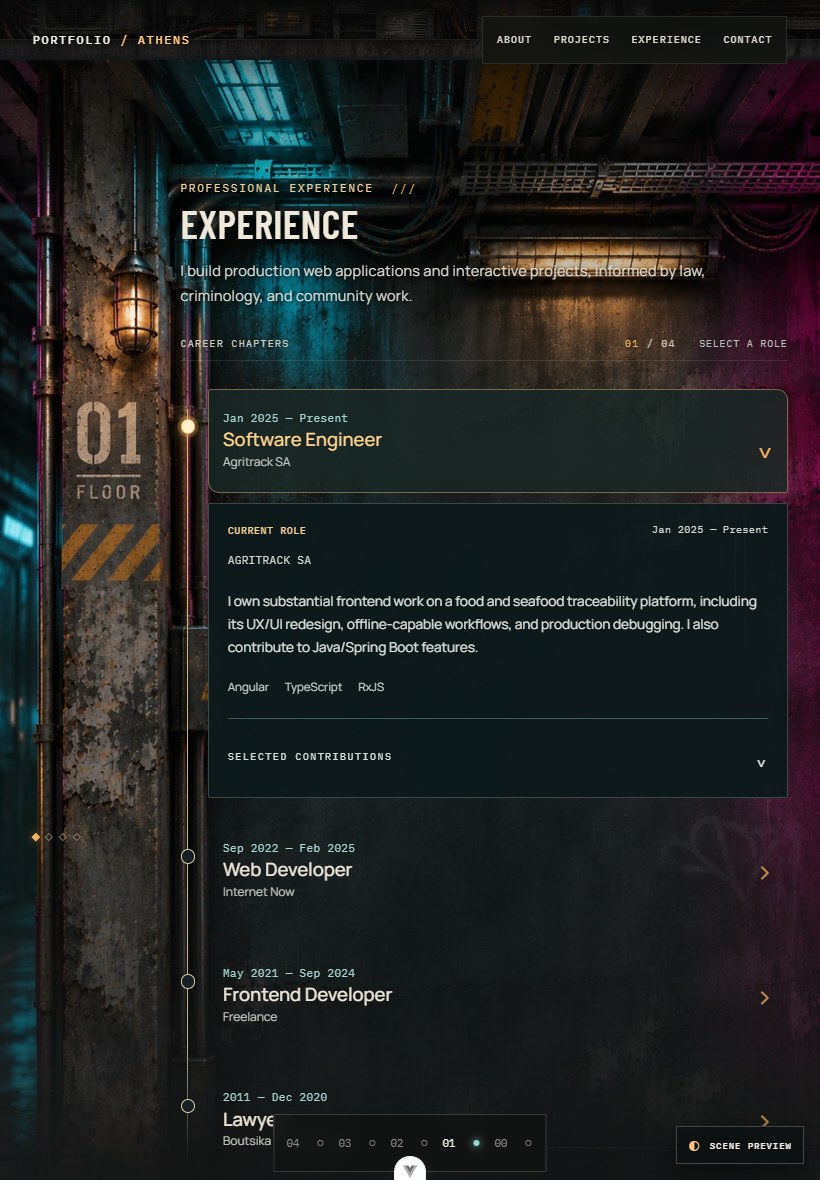 PORTFOLIO / ATHENS
ABOUT PROJECTS EXPERIENCE CONTACT
PROFESSIONAL EXPERIENCE ///
EXPERIENCE
I build production web applications and interactive projects, informed by law,
criminology, and community work.
CAREER CHAPTERS
01 / 04 SELECT A ROLE
01
FLOOR
Jan 2025 — Present
Software Engineer
Agritrack SA
CURRENT ROLE
Jan 2025 — Present
AGRITRACK SA
I own substantial frontend work on a food and seafood traceability platform, including
its UX/UI redesign, offline-capable workflows, and production debugging. I also
contribute to Java/Spring Boot features.
Angular TypeScript RxJS
SELECTED CONTRIBUTIONS
Sep 2022 — Feb 2025
Web Developer
Internet Now
May 2021 — Sep 2024
Frontend Developer
Freelance
2011 — Dec 2020
Lawye
Boutsika
04 03 02 01 00
SCENE PREVIEW